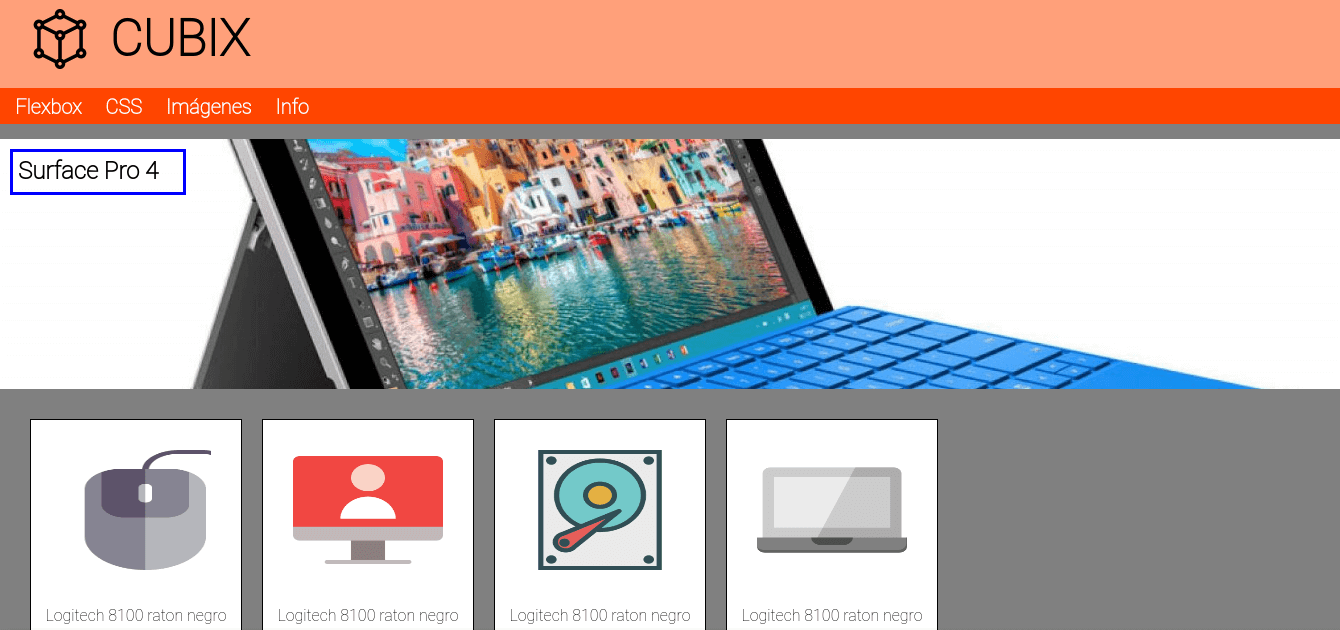 CUBIX
Flexbox CSS Imágenes Info
Surface Pro 4
Logitech 8100 raton negro Logitech 8100 raton negro Logitech 8100 raton negro Logitech 8100 raton negro